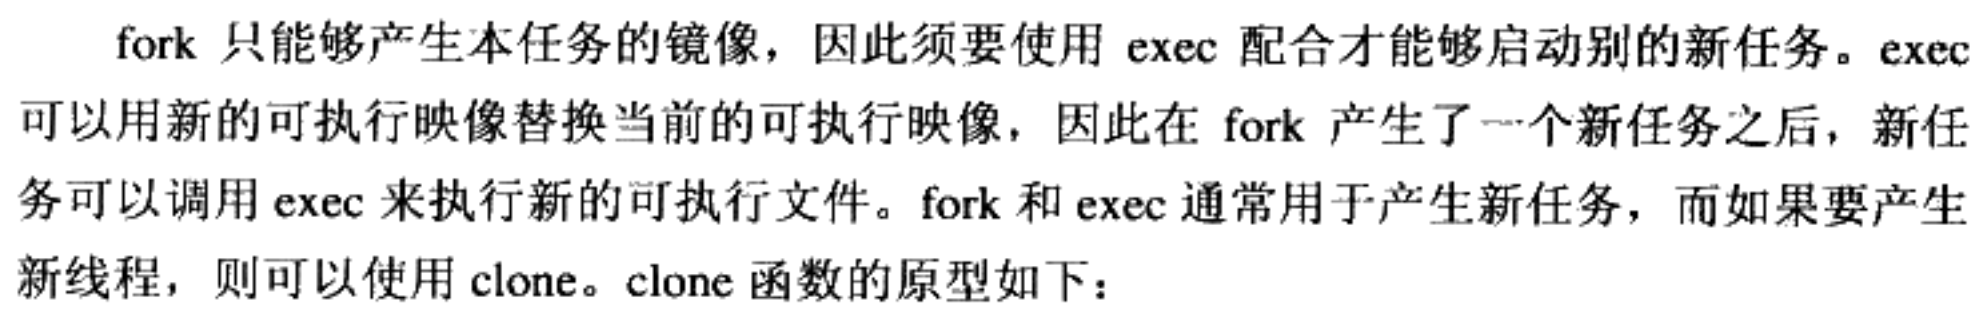 fork 只能够产生本任务的镜像，因此须要使用 exec 配合才能够启动别的新任务。exec
可以用新的可执行映像替换当前的可执行映像，因此在 fork 产生了一个新任务之后，新任
务可以调用 exec 来执行新的可执行文件。fork 和 exec 通常用于产生新任务，而如果要产生
新线程，则可以使用 clone。clone 函数的原型如下：